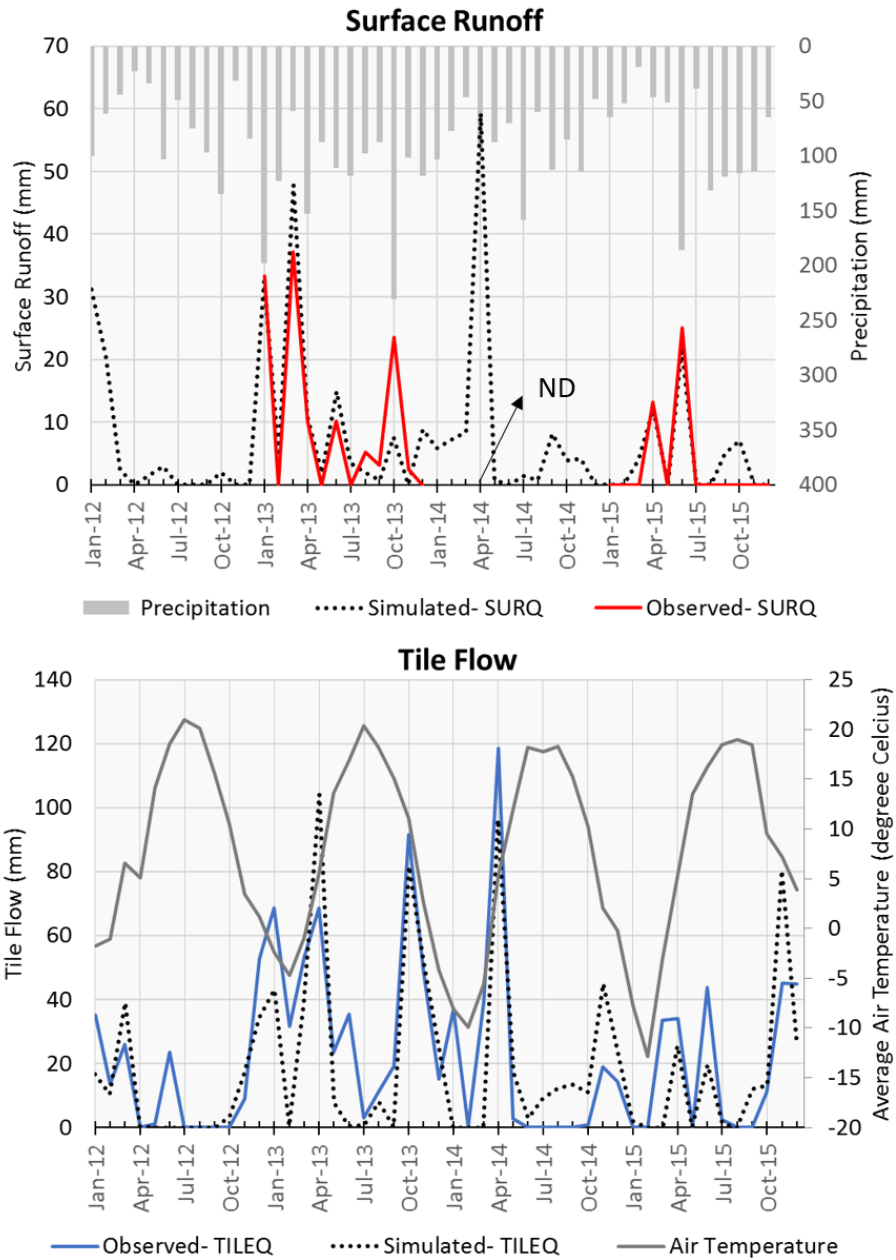 Surface Runoff
70
60
50
40
30
20
10
0
Surface Runoff (mm)
0
50
100
150
200
250
300
350
400
Precipitation (mm)
ND
Jan-12
Apr-12
Jul-12
Oct-12
Jan-13
Apr-13
Jul-13
Oct-13
Jan-14
Apr-14
Jul-14
Oct-14
Jan-15
Apr-15
Jul-15
Oct-15
Precipitation Simulated- SURQ Observed- SURQ
Tile Flow
140
120
100
80
60
40
20
0
Tile Flow (mm)
25
20
15
10
5
0
-5
-10
-15
-20
Average Air Temperature (degreee Celcius)
Jan-12
Apr-12
Jul-12
Oct-12
Jan-13
Apr-13
Jul-13
Oct-13
Jan-14
Apr-14
Jul-14
Oct-14
Jan-15
Apr-15
Jul-15
Oct-15
Observed- TILEQ Simulated- TILEQ Air Temperature